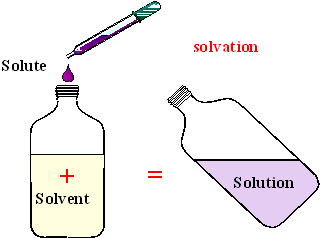 solvation
Solute
+
Solvent
=
Solution